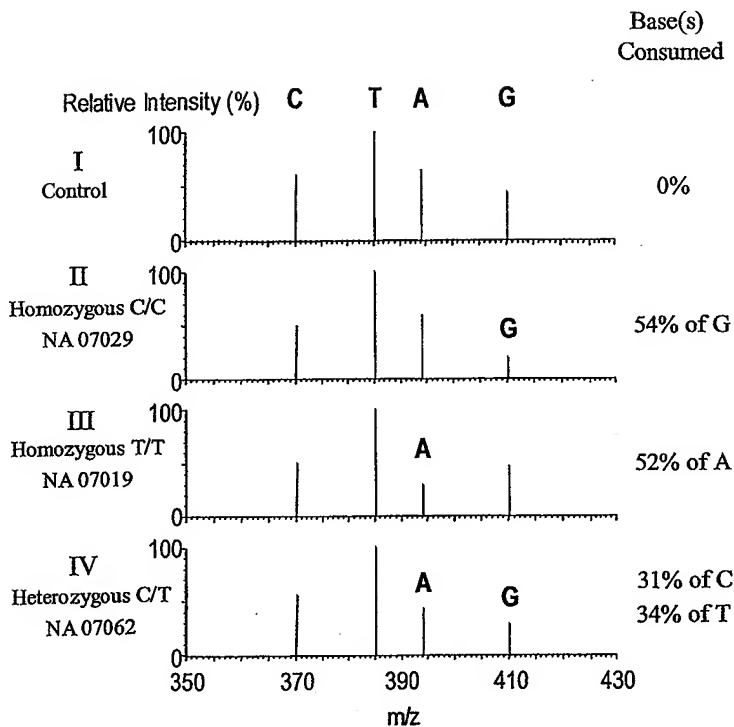 Base(s)
Consumed
Relative Intensity (%) C T A G
100
I
Control
0%
0
100
II
Homozygous C/C
NA 07029
G
54% of G
0
100
III
Homozygous T/T
NA 07019
A
52% of A
0
100
IV
Heterozygous C/T
NA 07062
A
G
31% of C
34% of T
0
350 370 390 410 430
m/z